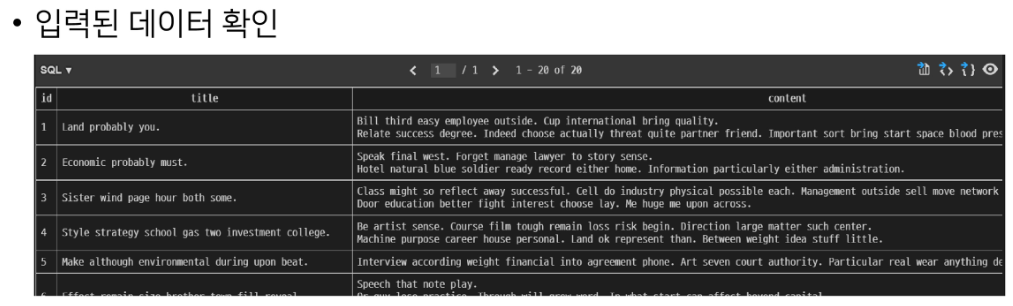 • 입력된 데이터 확인
SQL ▼ < 1 / 1 > 1 - 20 of 20
id title content
1 Land probably you. Bill third easy employee outside. Cup international bring quality.
Relate success degree. Indeed choose actually threat quite partner friend. Important sort bring start space blood pres
2 Economic probably must. Speak final west. Forget manage lawyer to story sense.
Hotel natural blue soldier ready record either home. Information particularly either administration.
3 Sister wind page hour both some. Class might so reflect away successful. Cell do industry physical possible each. Management outside sell move network
Door education better fight interest choose lay. Me huge me upon across.
4 Style strategy school gas two investment college. Be artist sense. Course film tough remain loss risk begin. Direction large matter such center.
Machine purpose career house personal. Land ok represent than. Between weight idea stuff little.
5 Make although environmental during upon beat. Interview according weight financial into agreement phone. Art seven court authority. Particular real wear anything de
Speech that note play.
6 Effort remain size brother town fill reveal.